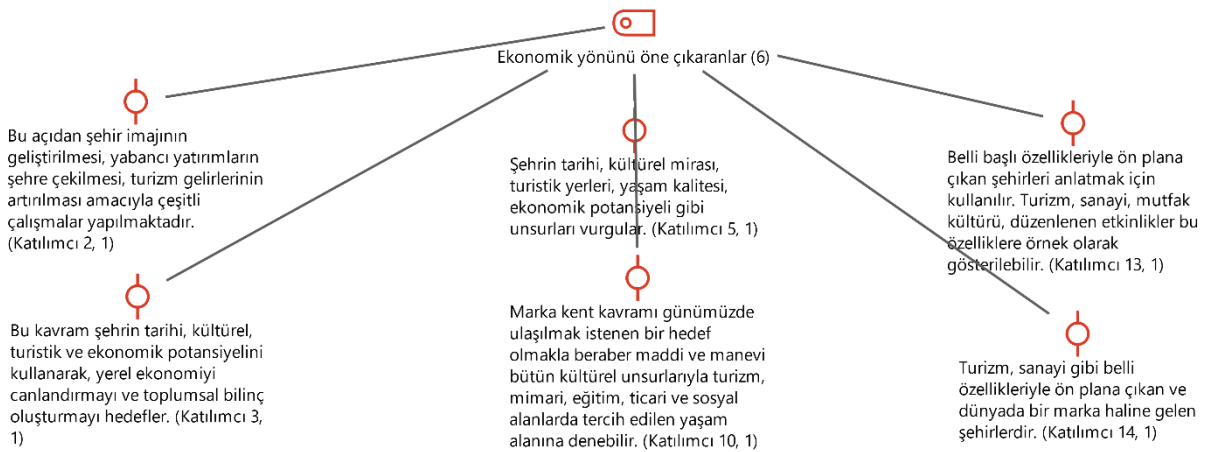 Ekonomik yönünü öne çıkaranlar (6)
Bu açıdan şehir imajının
geliştirilmesi, yabancı yatırımların
şehre çekilmesi, turizm gelirlerinin
artırılması amacıyla çeşitli
çalışmalar yapılmaktadır.
(Katılımcı 2, 1)
Bu kavram şehrin tarihi, kültürel,
turistik ve ekonomik potansiyelini
kullanarak, yerel ekonomiyi
canlandırmayı ve toplumsal bilinç
oluşturmayı hedefler. (Katılımcı 3,
1)
Şehrin tarihi, kültürel mirası,
turistik yerleri, yaşam kalitesi,
ekonomik potansiyeli gibi
unsurları vurgular. (Katılımcı 5, 1)
Marka kent kavramı günümüzde
ulaşılmak istenen bir hedef
olmakla beraber maddi ve manevi
bütün kültürel unsurlarıyla turizm,
mimari, eğitim, ticari ve sosyal
alanlarda tercih edilen yaşam
alanına denebilir. (Katılımcı 10, 1)
Belli başlı özellikleriyle ön plana
çıkan şehirleri anlatmak için
kullanılır. Turizm, sanayi, mutfak
kültürü, düzenlenen etkinlikler bu
özelliklere örnek olarak
gösterilebilir. (Katılımcı 13, 1)
Turizm, sanayi gibi belli
özellikleriyle ön plana çıkan ve
dünyada bir marka haline gelen
şehirlerdir. (Katılımcı 14, 1)